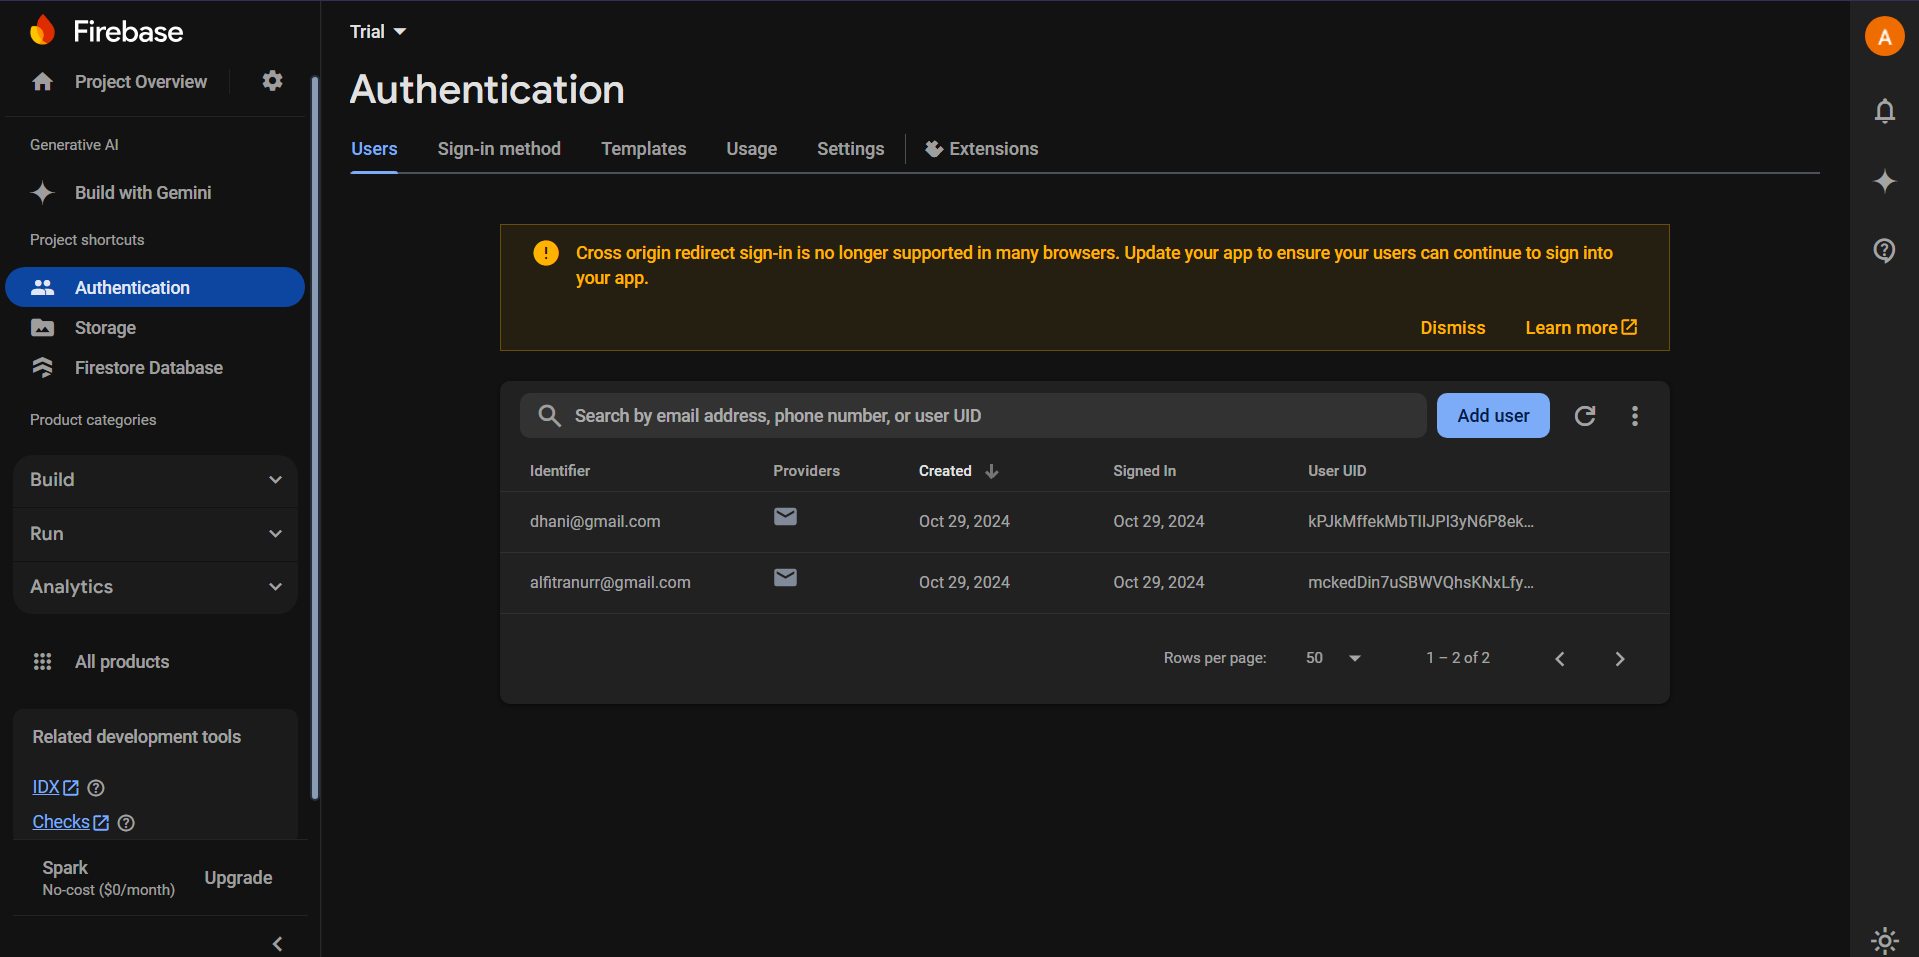 Firebase
Project Overview
Generative AI
Build with Gemini
Project shortcuts
Authentication
Storage
Firestore Database
Product categories
Build
Run
Analytics
All products
Related development tools
IDX
Checks
Spark
No-cost ($0/month)
Upgrade
Trial
Authentication
Users Sign-in method Templates Usage Settings Extensions
Cross origin redirect sign-in is no longer supported in many browsers. Update your app to ensure your users can continue to sign into
your app.
Dismiss Learn more
Search by email address, phone number, or user UID Add user
Identifier Providers Created Signed In User UID
dhani@gmail.com Oct 29, 2024 Oct 29, 2024 kPJkMffekMbTIIJPI3yN6P8ek...
alfitranurr@gmail.com Oct 29, 2024 Oct 29, 2024 mckedDin7uSBWVQhsKNxLfy...
Rows per page: 50 1 – 2 of 2
A